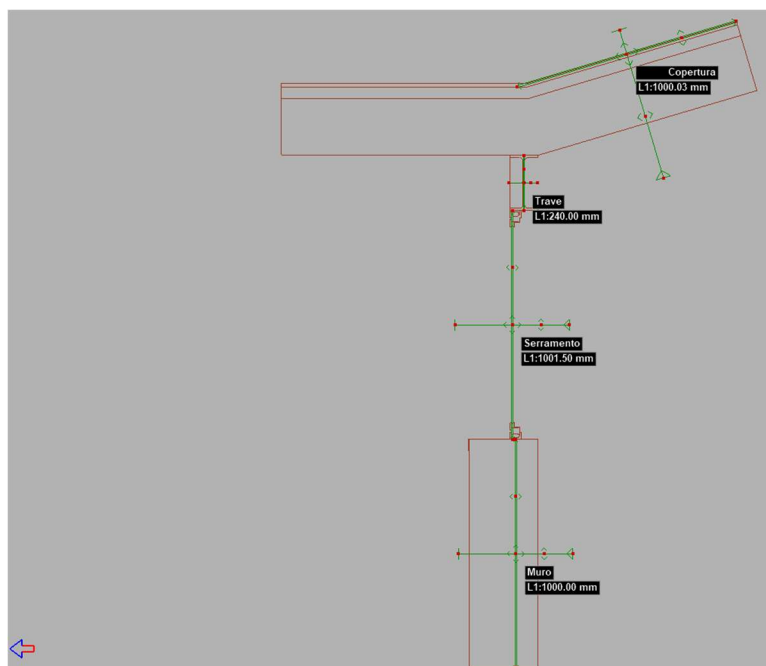 Copertura
L1:1000.03 mm
Trave
L1:240.00 mm
Serramento
L1:1001.50 mm
Muro
L1:1000.00 mm